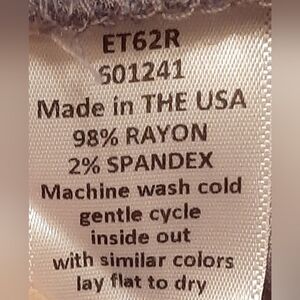 ET62R
601241
Made in THE USA
98% RAYON
2% SPANDEX
Machine wash cold
gentle cycle
inside out
with similar colors
lay flat to dry